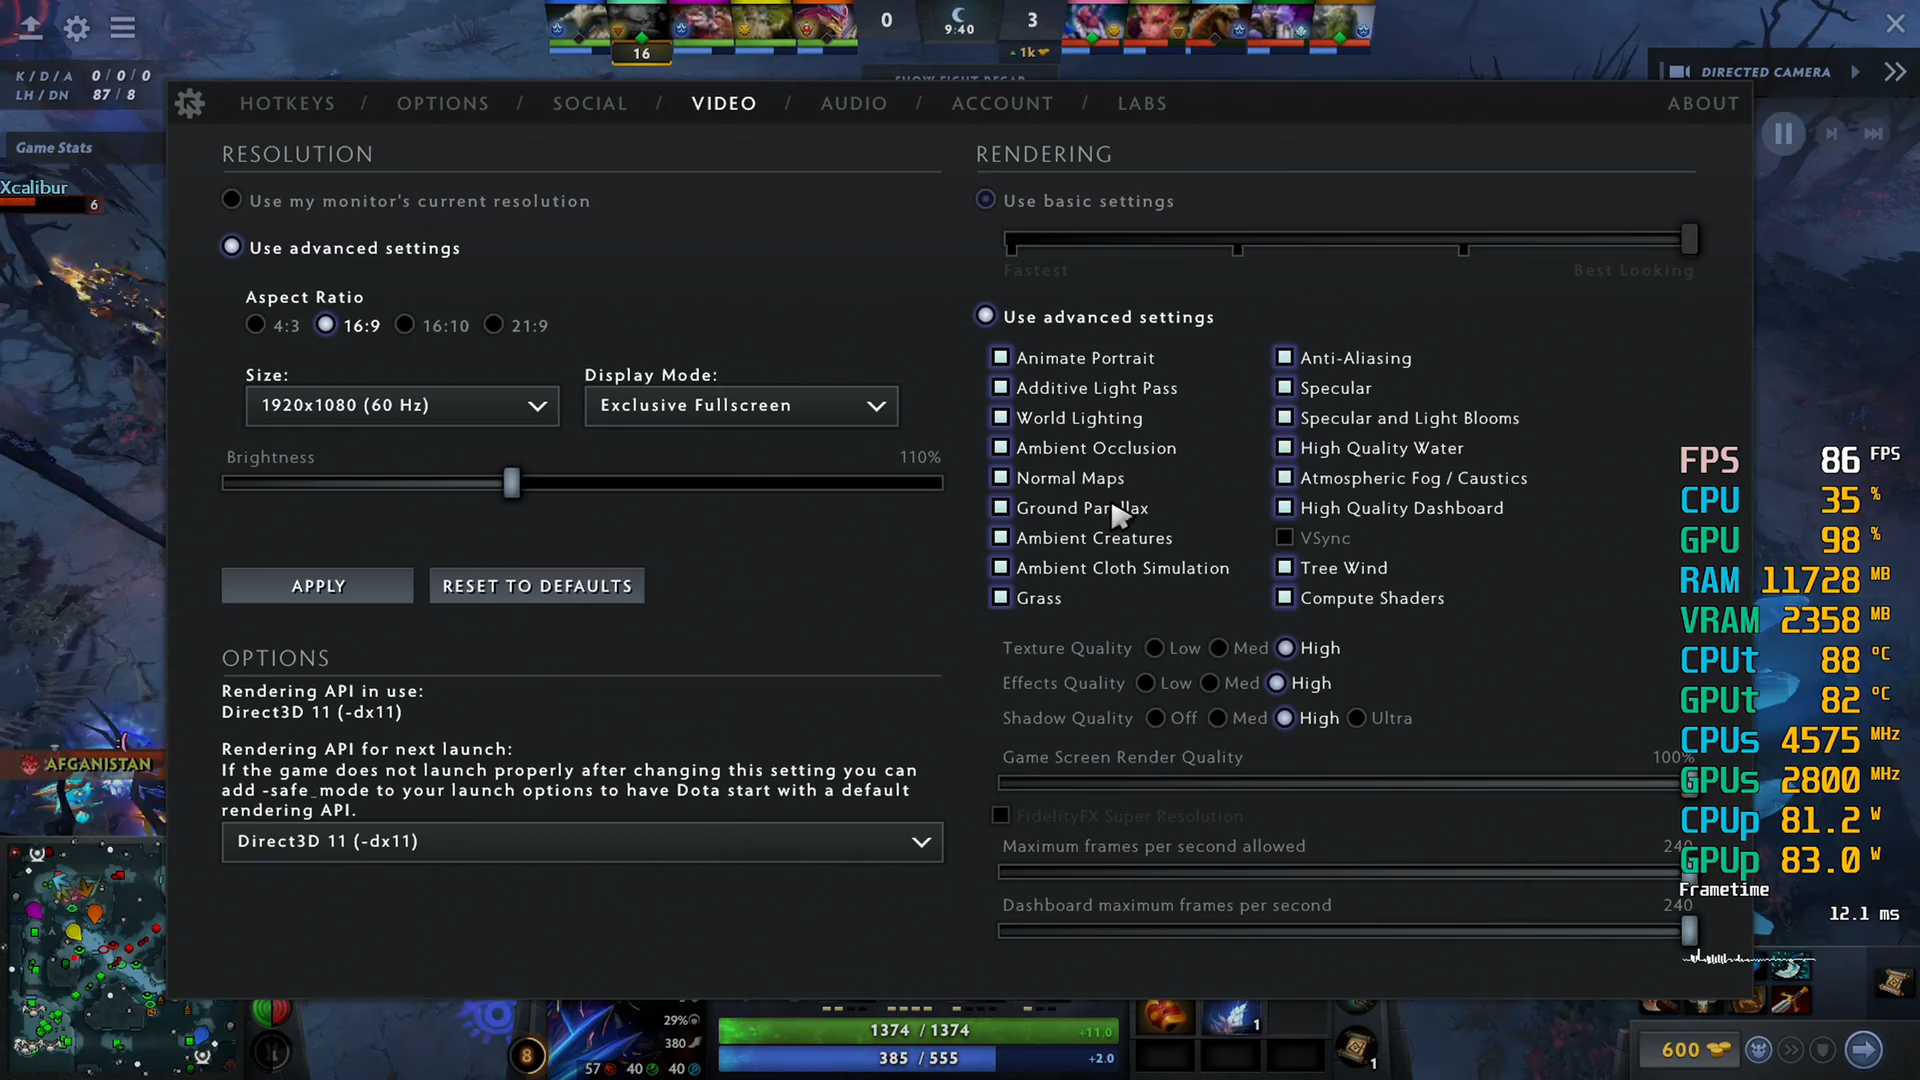 K / D / A 0 / 0 / 0
LH / DN 87 / 8
16
0
9:40
3
1k
SHOW FIGHT RECAP
DIRECTED CAMERA
Game Stats
Xcalibur
6
HOTKEYS / OPTIONS / SOCIAL / VIDEO / AUDIO / ACCOUNT / LABS
ABOUT
RESOLUTION
Use my monitor's current resolution
Use advanced settings
Aspect Ratio
4:3 16:9 16:10 21:9
Size: Display Mode:
1920x1080 (60 Hz) Exclusive Fullscreen
Brightness 110%
APPLY RESET TO DEFAULTS
OPTIONS
Rendering API in use:
Direct3D 11 (-dx11)
Rendering API for next launch:
If the game does not launch properly after changing this setting you can
add -safe_mode to your launch options to have Dota start with a default
rendering API.
Direct3D 11 (-dx11)
RENDERING
Use basic settings
Fastest Best Looking
Use advanced settings
Animate Portrait Anti-Aliasing
Additive Light Pass Specular
World Lighting Specular and Light Blooms
Ambient Occlusion High Quality Water
Normal Maps Atmospheric Fog / Caustics
Ground Parallax High Quality Dashboard
Ambient Creatures VSync
Ambient Cloth Simulation Tree Wind
Grass Compute Shaders
Texture Quality Low Med High
Effects Quality Low Med High
Shadow Quality Off Med High Ultra
Game Screen Render Quality 100%
FidelityFX Super Resolution
Maximum frames per second allowed 240
Dashboard maximum frames per second 240
FPS 86 FPS
CPU 35 %
GPU 98 %
RAM 11728 MB
VRAM 2358 MB
CPUt 88 °C
GPUt 82 °C
CPUs 4575 MHz
GPUs 2800 MHz
CPUp 81.2 W
GPUp 83.0 W
Frametime
12.1 ms
AFGANISTAN
8
29%
380
57 40 40
1374 / 1374 +11.0
385 / 555 +2.0
1
1
600